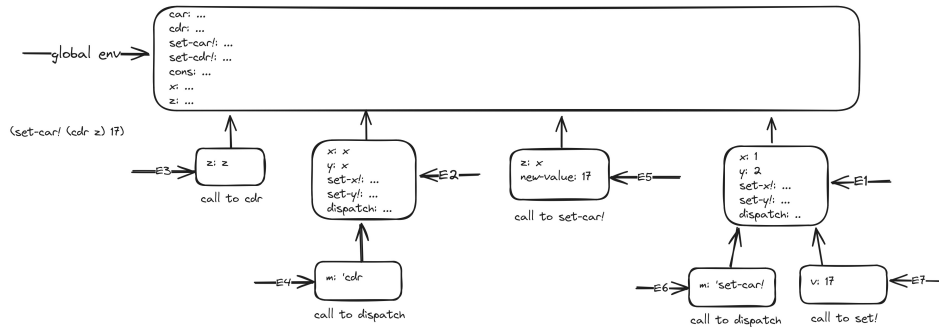 car: ...
cdr: ...
set-car!: ...
set-cdr!: ...
cons: ...
x: ...
z: ...
global env
(set-car! (cdr z) 17)
E3
z: z
call to cdr
x: x
y: x
set-x!: ...
set-y!: ...
dispatch: ...
E2
z: x
new-value: 17
E5
call to set-car!
x: 1
y: 2
set-x!: ...
set-y!: ...
dispatch: ..
E1
E4
m: 'cdr
call to dispatch
E6
m: 'set-car!
call to dispatch
v: 17
E7
call to set!